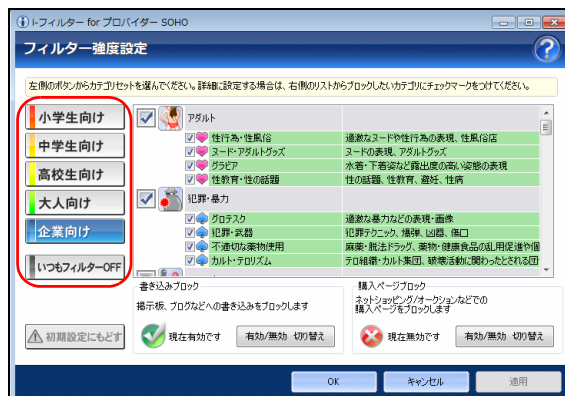 i-フィルター for プロバイダー SOHO
フィルター強度設定
左側のボタンからカテゴリセットを選んでください。詳細に設定する場合は、右側のリストからブロックしたいカテゴリにチェックマークをつけてください。
小学生向け
中学生向け
高校生向け
大人向け
企業向け
いつもフィルターOFF
初期設定にもどす
アダルト
性行為・性風俗 過激なヌードや性行為の表現、性風俗店
ヌード・アダルトグッズ ヌードの表現、アダルトグッズ
グラビア 水着・下着姿など露出度の高い姿態の表現
性教育・性の話題 性の話題、性教育、避妊、性病
犯罪・暴力
グロテスク 過激な暴力などの表現・画像
犯罪・武器 犯罪テクニック、爆弾、凶器、傷口
不適切な薬物使用 麻薬・脱法ドラッグ、薬物・健康食品の乱用促進や個
カルト・テロリズム テロ組織・カルト集団、破壊活動に関わったとされる団
書き込みブロック
掲示板、ブログなどへの書き込みをブロックします
現在有効です 有効/無効 切り替え
購入ページブロック
ネットショッピング/オークションなどでの
購入ページをブロックします
現在無効です 有効/無効 切り替え
OK キャンセル 適用